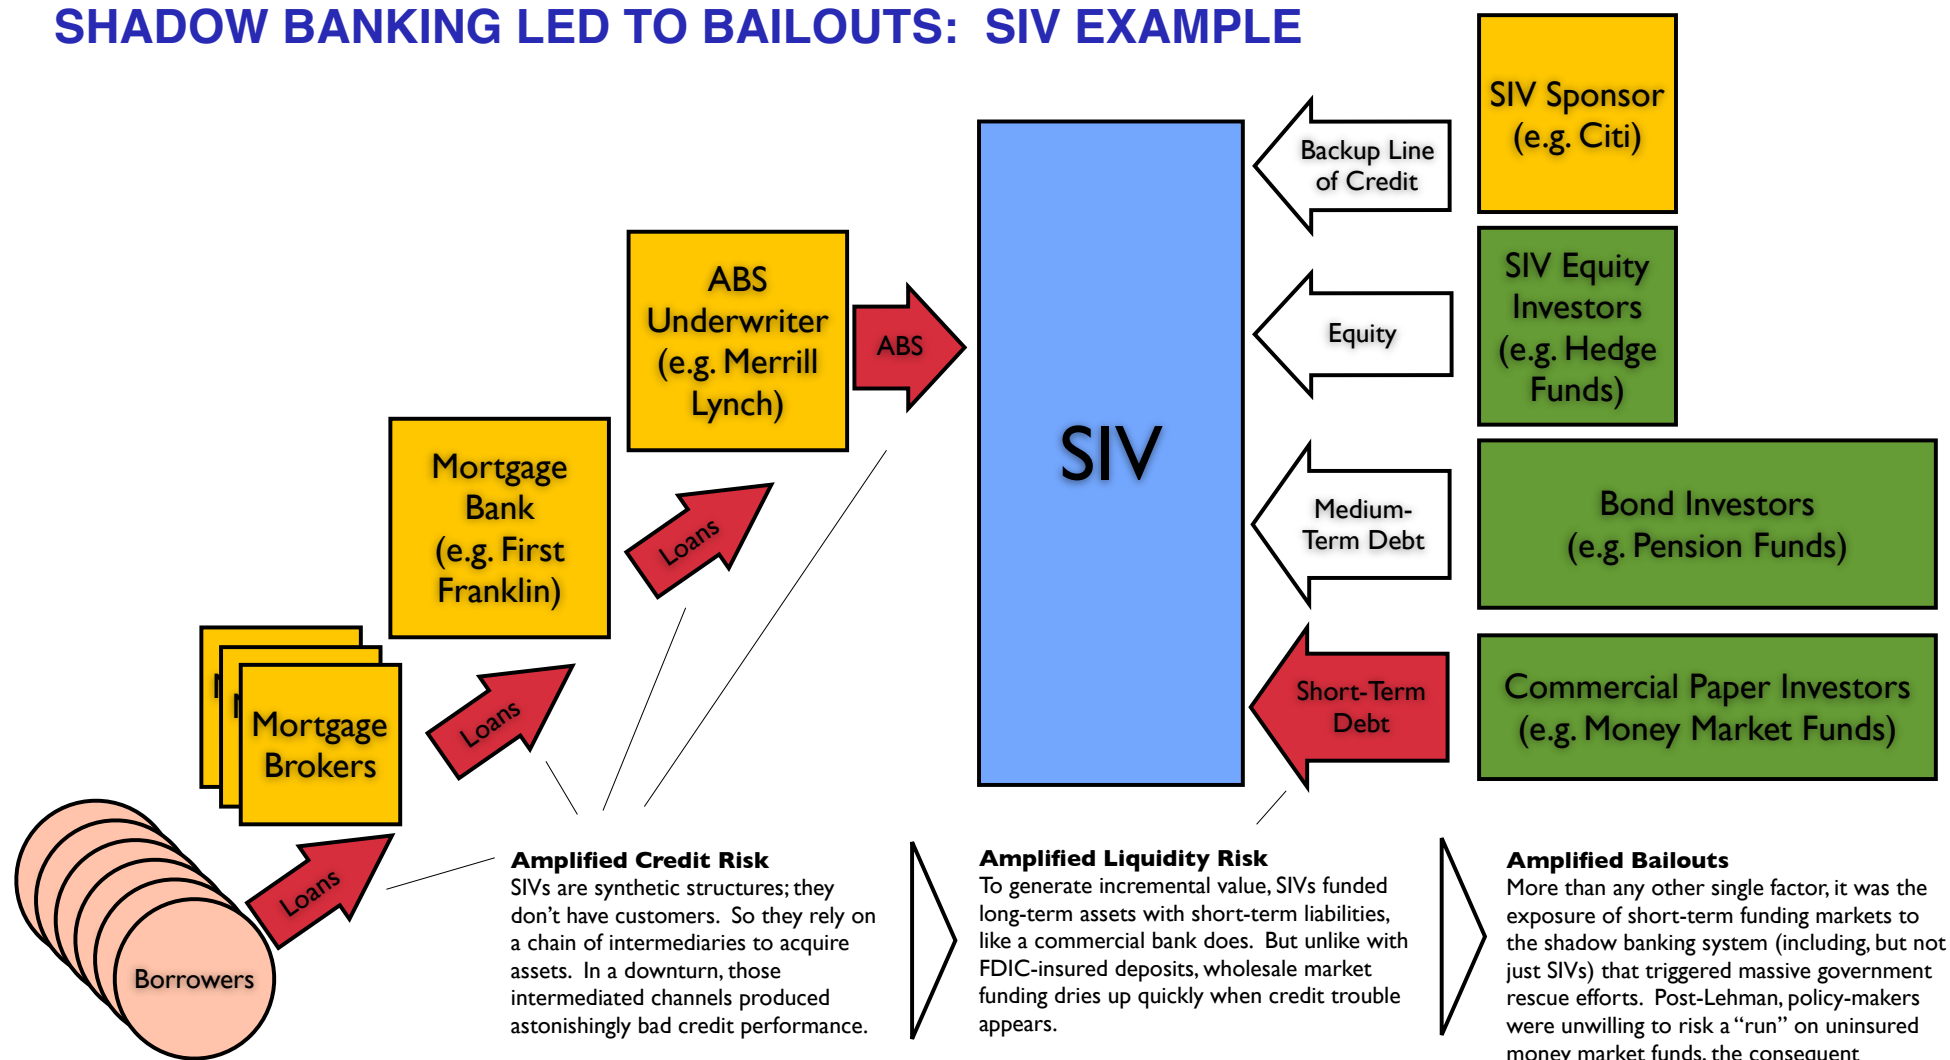 SHADOW BANKING LED TO BAILOUTS: SIV EXAMPLE
SIV Sponsor
(e.g. Citi)
Backup Line
of Credit
SIV Equity
Investors
(e.g. Hedge
Funds)
Equity
ABS
Underwriter
(e.g. Merrill
Lynch)
ABS
SIV
Mortgage
Bank
(e.g. First
Franklin)
Loans
Medium-
Term Debt
Bond Investors
(e.g. Pension Funds)
Mortgage
Brokers
Loans
Short-Term
Debt
Commercial Paper Investors
(e.g. Money Market Funds)
Borrowers
Loans
Amplified Credit Risk
SIVs are synthetic structures; they
don't have customers. So they rely on
a chain of intermediaries to acquire
assets. In a downturn, those
intermediated channels produced
astonishingly bad credit performance.
Amplified Liquidity Risk
To generate incremental value, SIVs funded
long-term assets with short-term liabilities,
like a commercial bank does. But unlike with
FDIC-insured deposits, wholesale market
funding dries up quickly when credit trouble
appears.
Amplified Bailouts
More than any other single factor, it was the
exposure of short-term funding markets to
the shadow banking system (including, but not
just SIVs) that triggered massive government
rescue efforts. Post-Lehman, policy-makers
were unwilling to risk a “run” on uninsured
money market funds, the consequent